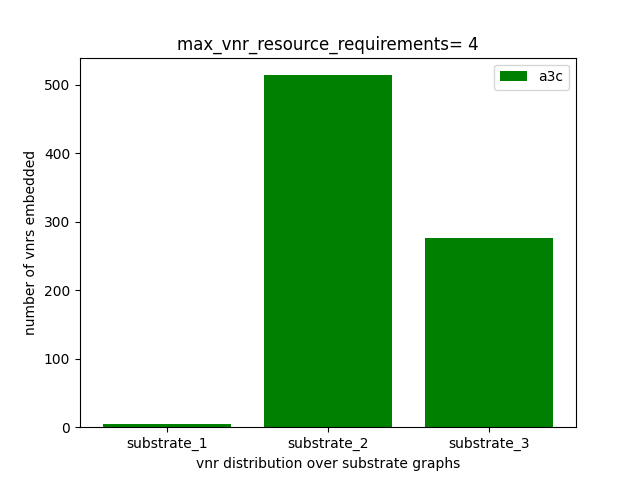 max_vnr_resource_requirements= 4
a3c
number of vnrs embedded
500
400
300
200
100
0
substrate_1
substrate_2
substrate_3
vnr distribution over substrate graphs